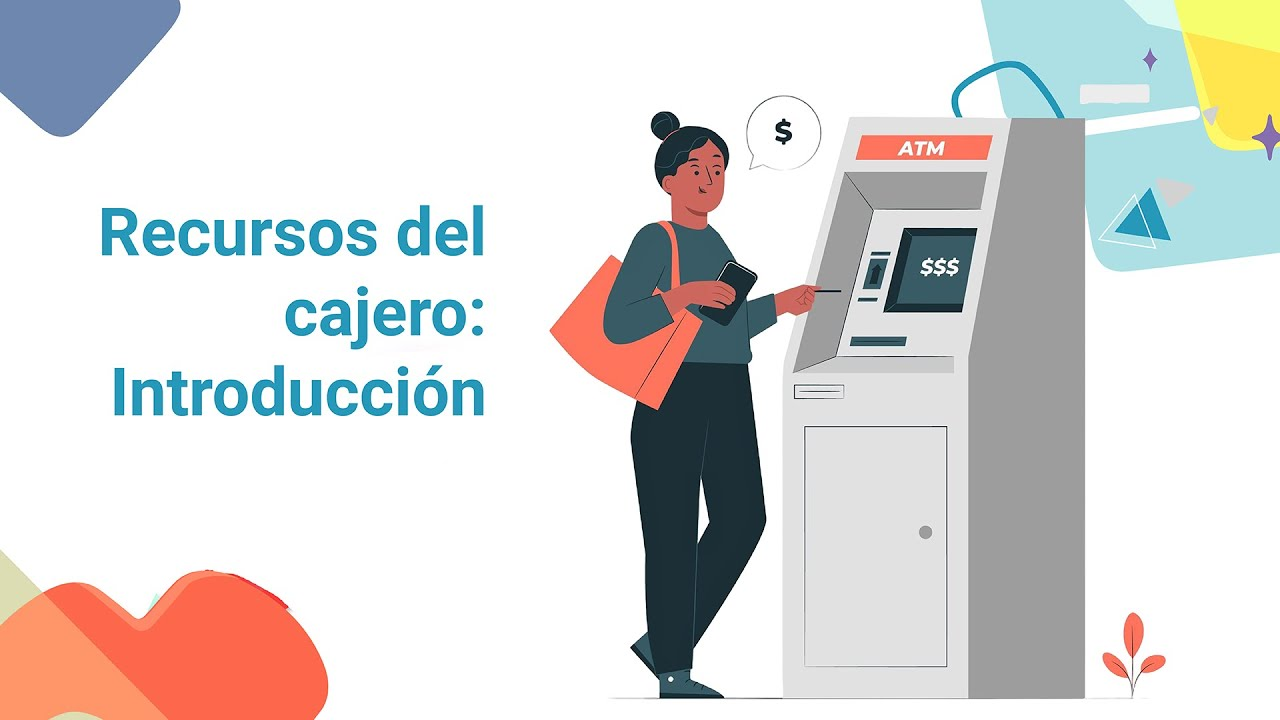 Recursos del
cajero:
Introducción
$
ATM
$$$